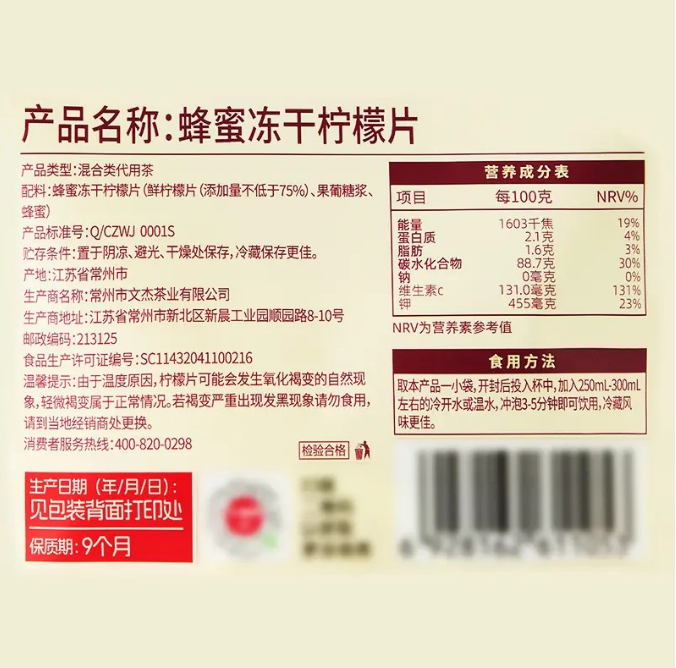 产品名称:蜂蜜冻干柠檬片
产品类型:混合类代用茶
配料:蜂蜜冻干柠檬片(鲜柠檬片(添加量不低于75%)、果葡糖浆、
蜂蜜)
产品标准号:Q/CZWJ 0001S
贮存条件:置于阴凉、避光、干燥处保存,冷藏保存更佳。
产地:江苏省常州市
生产商名称:常州市文杰茶业有限公司
生产商地址:江苏省常州市新北区新晨工业园顺园路8-10号
邮政编码:213125
食品生产许可证编号:SC11432041100216
温馨提示:由于温度原因,柠檬片可能会发生氧化褐变的自然现
象,轻微褐变属于正常情况。若褐变严重出现发黑现象请勿食用,
请到当地经销商处更换。
消费者服务热线:400-820-0298
检验合格
生产日期(年/月/日):
见包装背面打印处
保质期:9个月
营养成分表
项目 每100克 NRV%
能量 1603千焦 19%
蛋白质 2.1克 4%
脂肪 1.6克 3%
碳水化合物 88.7克 30%
钠 0毫克 0%
维生素c 131.0毫克 131%
钾 455毫克 23%
NRV为营养素参考值
食用方法
取本产品一小袋,开封后投入杯中,加入250mL-300mL
左右的冷开水或温水,冲泡3-5分钟即可饮用,冷藏风
味更佳。